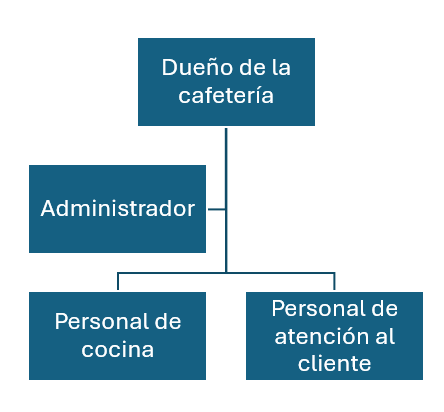 Dueño de la
cafetería
Administrador
Personal de
cocina
Personal de
atención al
cliente